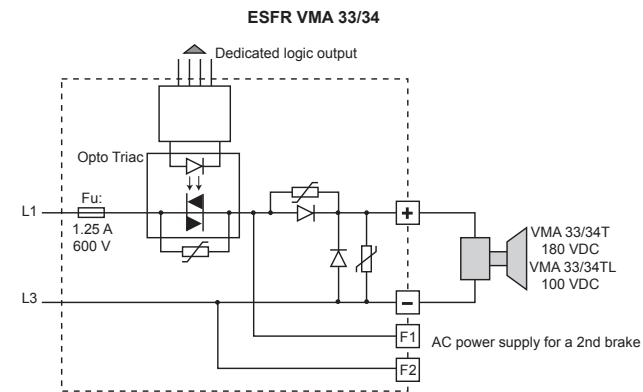 ESFR VMA 33/34
Dedicated logic output
Opto Triac
L1
Fu:
1.25 A
600 V
+
VMA 33/34T
180 VDC
VMA 33/34TL
100 VDC
L3
−
F1
AC power supply for a 2nd brake
F2